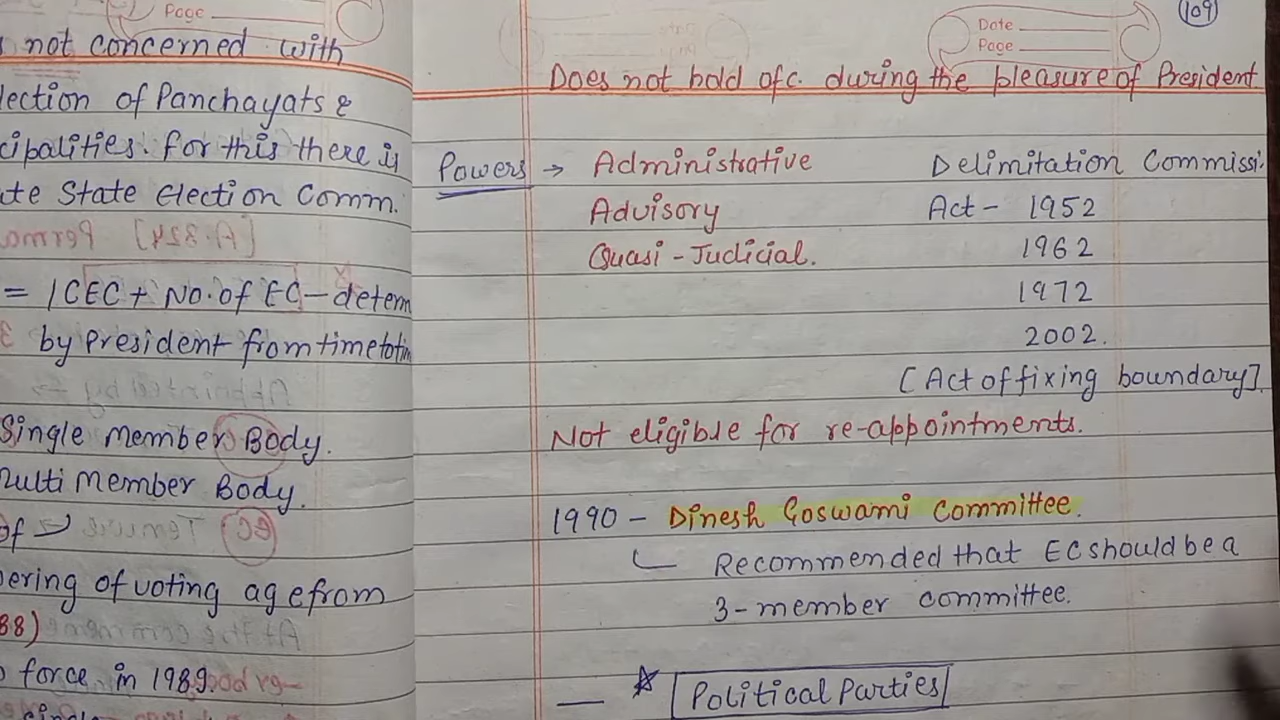 Page
not concerned with
lection of Panchayats &
cipalities. for this there is
ate State Election Comm.
= 1CEC + No. of EC - determ
by President from time to tim
Single Member Body.
Multi Member Body.
of
ering of voting age from
88)
force in 1989.
109
Date
Page
Does not hold ofc. during the pleasure of President
Powers → Administrative
Advisory
Quasi - Judicial.
Delimitation Commissi.
Act - 1952
1962
1972
2002.
[Act of fixing boundary]
Not eligible for re-appointments.
1990 - Dinesh Goswami Committee.
Recommended that EC should be a
3-member committee.
Political Parties